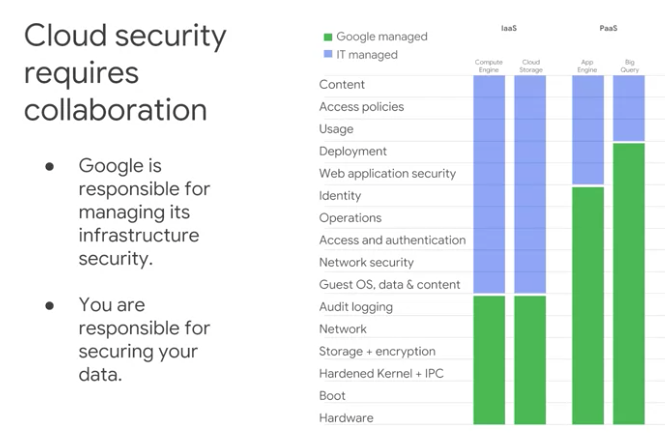 Cloud security
requires
collaboration
● Google is
responsible for
managing its
infrastructure
security.
● You are
responsible for
securing your
data.
Google managed
IT managed
IaaS
PaaS
Compute
Engine
Cloud
Storage
App
Engine
Big
Query
Content
Access policies
Usage
Deployment
Web application security
Identity
Operations
Access and authentication
Network security
Guest OS, data & content
Audit logging
Network
Storage + encryption
Hardened Kernel + IPC
Boot
Hardware